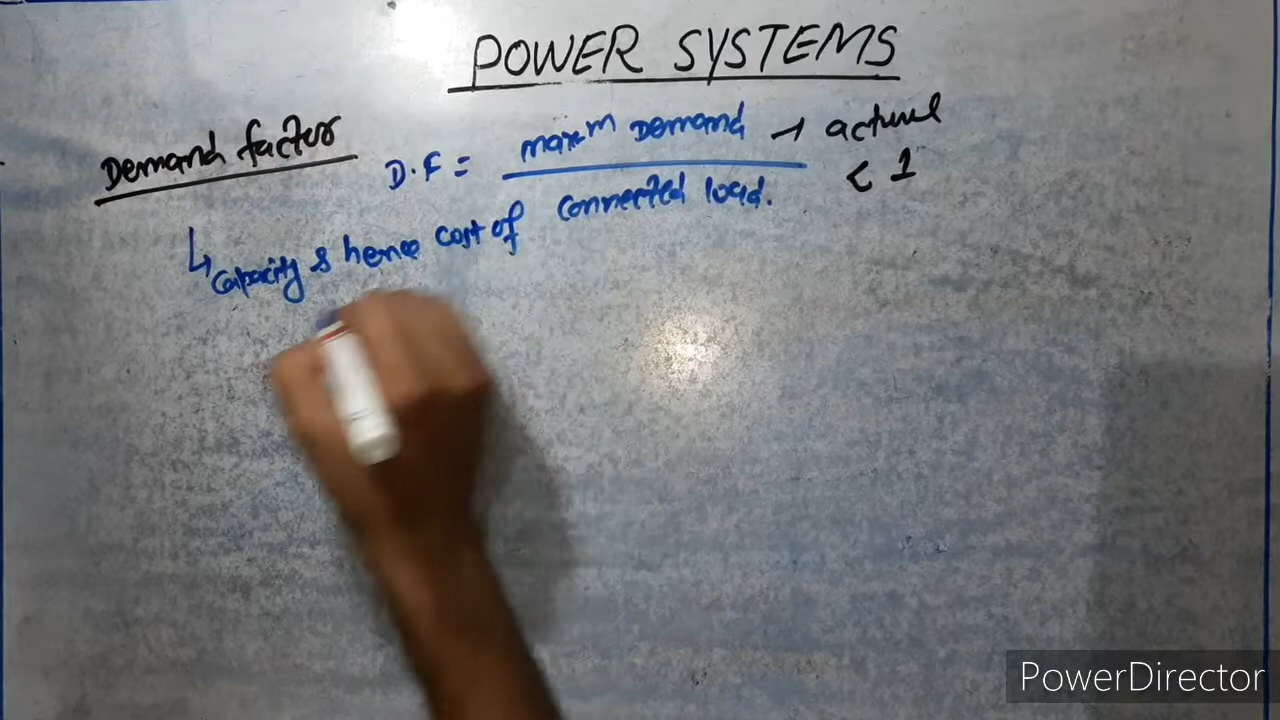 POWER SYSTEMS
Demand factor
D.F = maxᵐ Demand → actual
connected load. < 1
↳ Capacity & hence cost of
PowerDirector